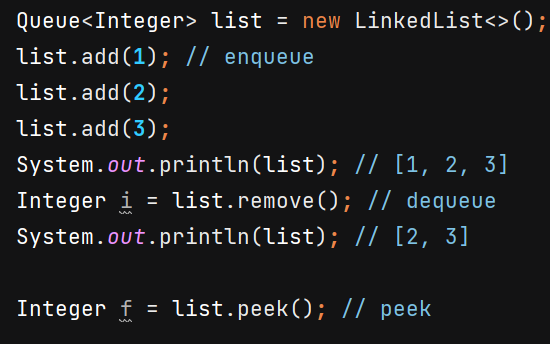 Queue<Integer> list = new LinkedList<>();
list.add(1); // enqueue
list.add(2);
list.add(3);
System.out.println(list); // [1, 2, 3]
Integer i = list.remove(); // dequeue
System.out.println(list); // [2, 3]
Integer f = list.peek(); // peek